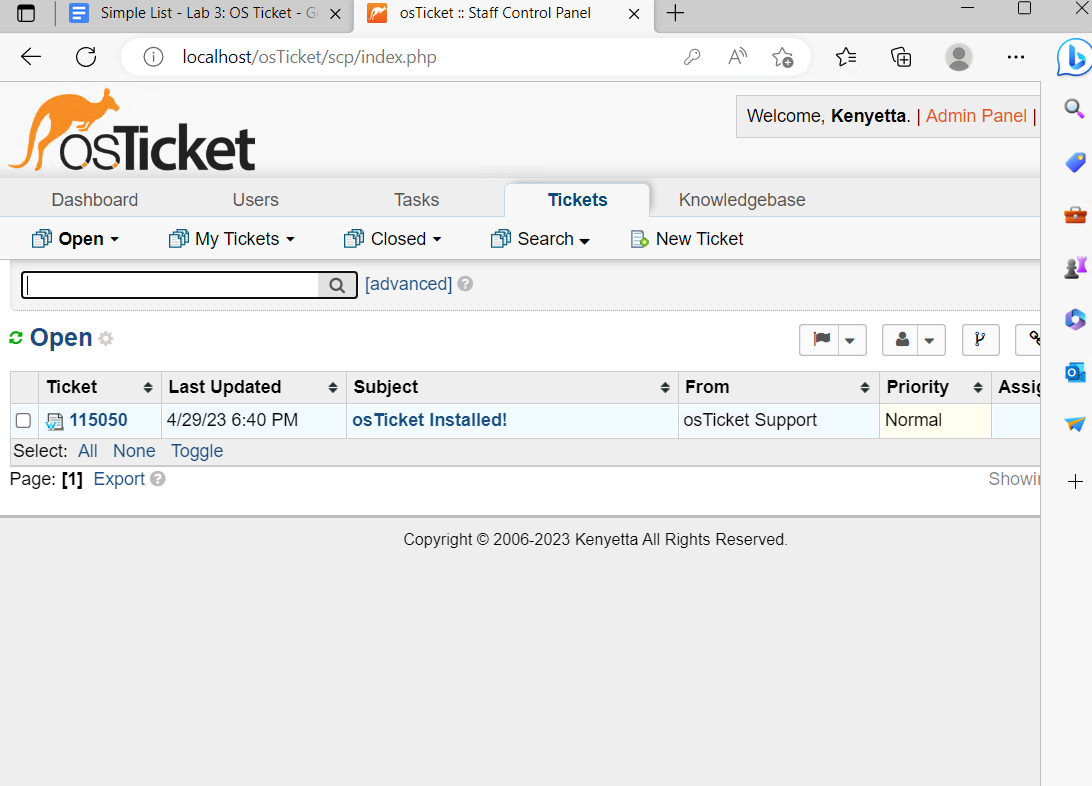 Simple List - Lab 3: OS Ticket - G
osTicket :: Staff Control Panel
localhost/osTicket/scp/index.php
osTicket
Welcome, Kenyetta. | Admin Panel |
Dashboard Users Tasks Tickets Knowledgebase
Open My Tickets Closed Search New Ticket
[advanced] ?
Open
Ticket Last Updated Subject From Priority Assig
115050 4/29/23 6:40 PM osTicket Installed! osTicket Support Normal
Select: All None Toggle
Page: [1] Export ? Showin
Copyright © 2006-2023 Kenyetta All Rights Reserved.